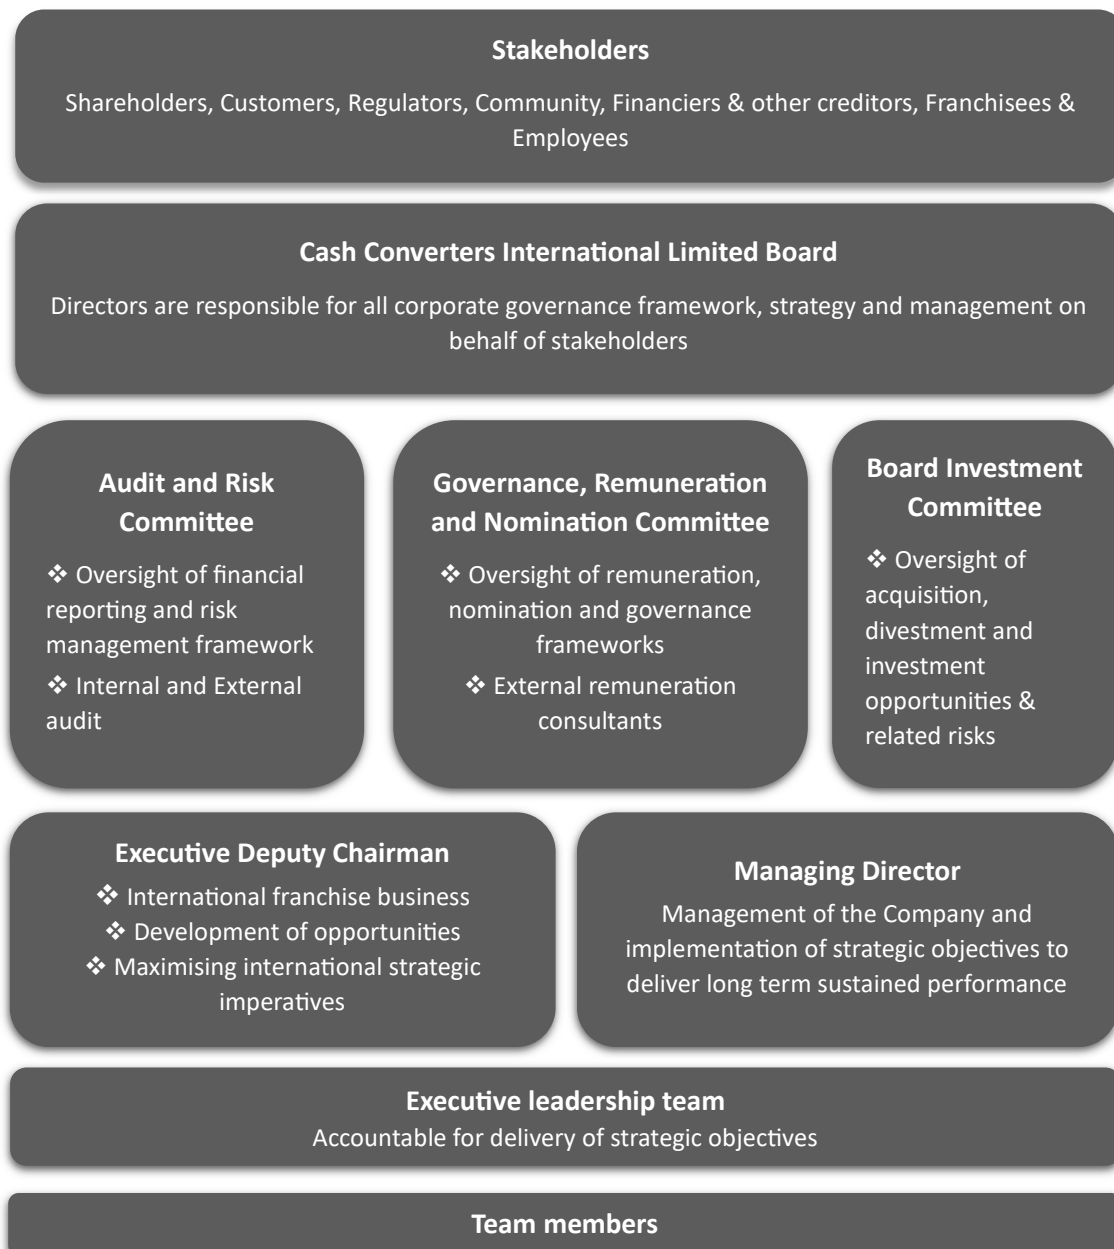 Stakeholders
Shareholders, Customers, Regulators, Community, Financiers & other creditors, Franchisees &
Employees
Cash Converters International Limited Board
Directors are responsible for all corporate governance framework, strategy and management on
behalf of stakeholders
Audit and Risk
Committee
❖ Oversight of financial
reporting and risk
management framework
❖ Internal and External
audit
Governance, Remuneration
and Nomination Committee
❖ Oversight of remuneration,
nomination and governance
frameworks
❖ External remuneration
consultants
Board Investment
Committee
❖ Oversight of
acquisition,
divestment and
investment
opportunities &
related risks
Executive Deputy Chairman
❖ International franchise business
❖ Development of opportunities
❖ Maximising international strategic
imperatives
Managing Director
Management of the Company and
implementation of strategic objectives to
deliver long term sustained performance
Executive leadership team
Accountable for delivery of strategic objectives
Team members